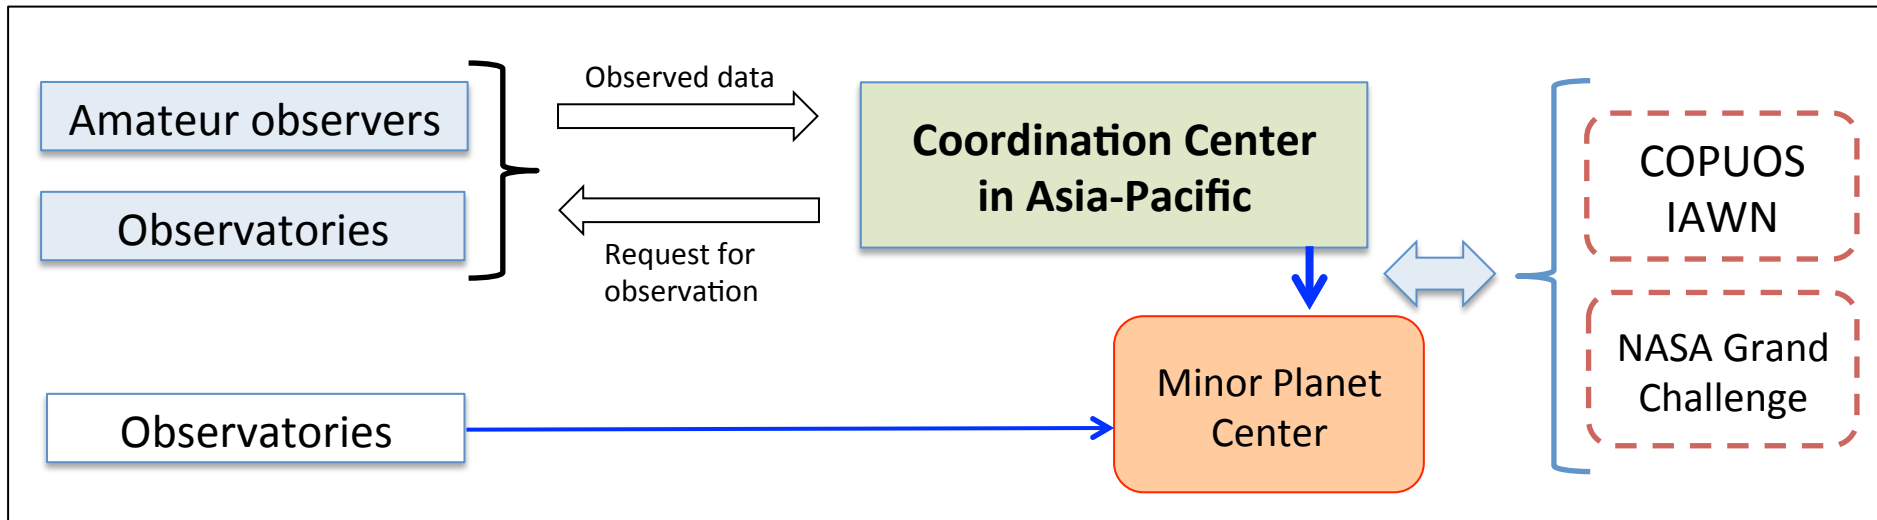 Amateur observers
Observatories
Observed data
Request for
observation
Coordination Center
in Asia-Pacific
COPUOS
IAWN
NASA Grand
Challenge
Observatories
Minor Planet
Center